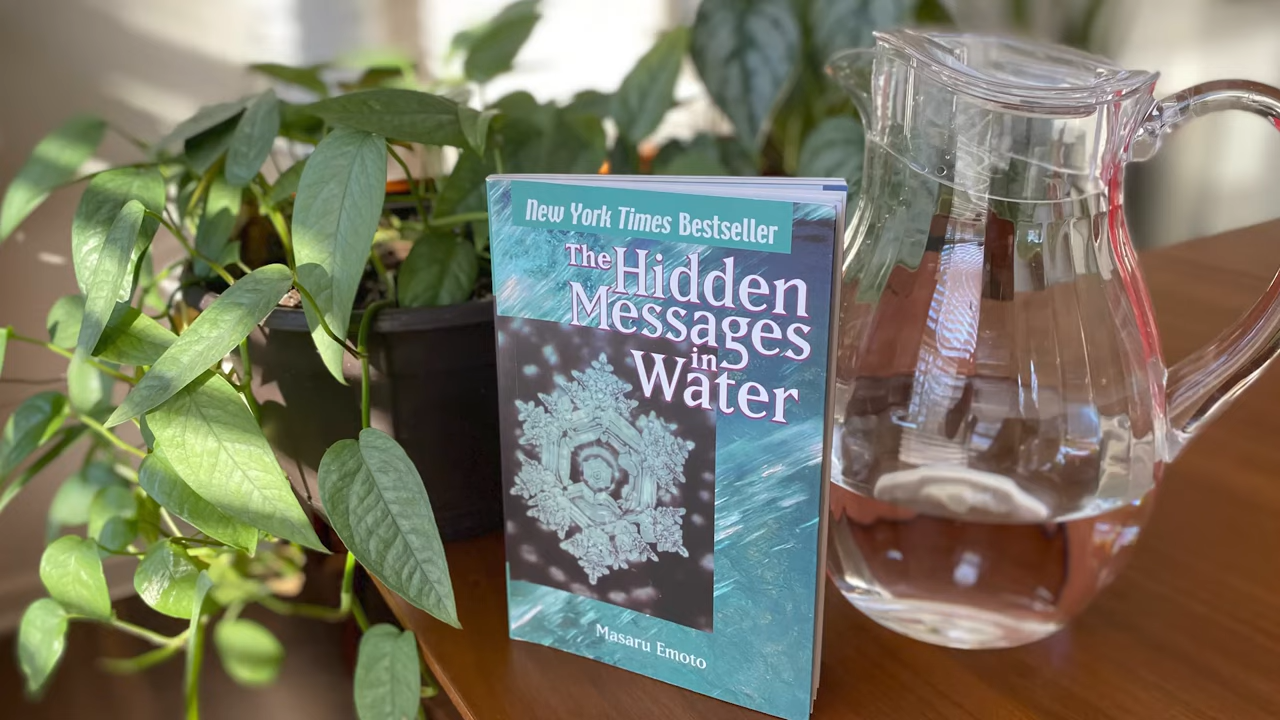 New York Times Bestseller
The Hidden
Messages
in
Water
Masaru Emoto